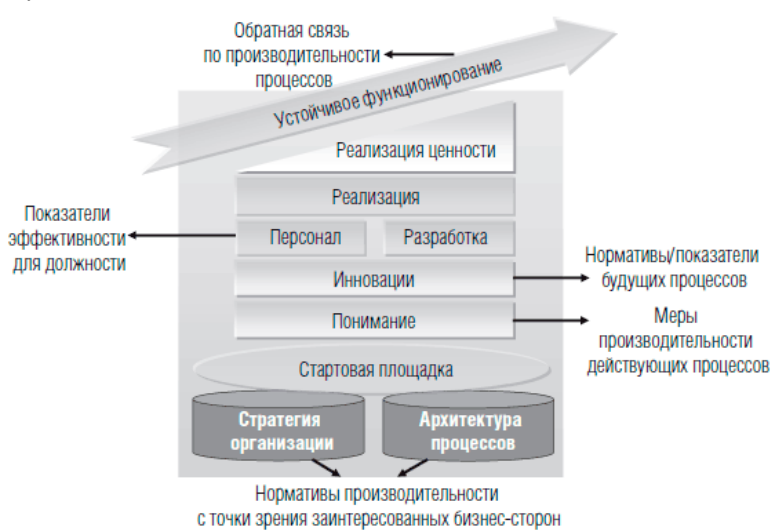 Обратная связь
по производительности
процессов
Устойчивое функционирование
Реализация ценности
Реализация
Показатели
эффективности
для должности
Персонал
Разработка
Инновации
Нормативы/показатели
будущих процессов
Понимание
Меры
производительности
действующих процессов
Стартовая площадка
Стратегия
организации
Архитектура
процессов
Нормативы производительности
с точки зрения заинтересованных бизнес-сторон